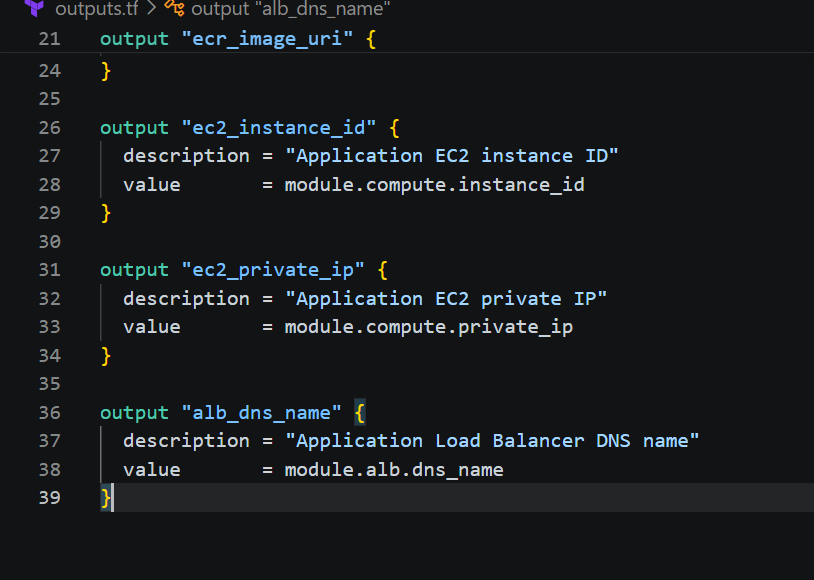 outputs.tf > output "alb_dns_name"
21 output "ecr_image_uri" {
24 }
25
26 output "ec2_instance_id" {
27 description = "Application EC2 instance ID"
28 value = module.compute.instance_id
29 }
30
31 output "ec2_private_ip" {
32 description = "Application EC2 private IP"
33 value = module.compute.private_ip
34 }
35
36 output "alb_dns_name" {
37 description = "Application Load Balancer DNS name"
38 value = module.alb.dns_name
39 }